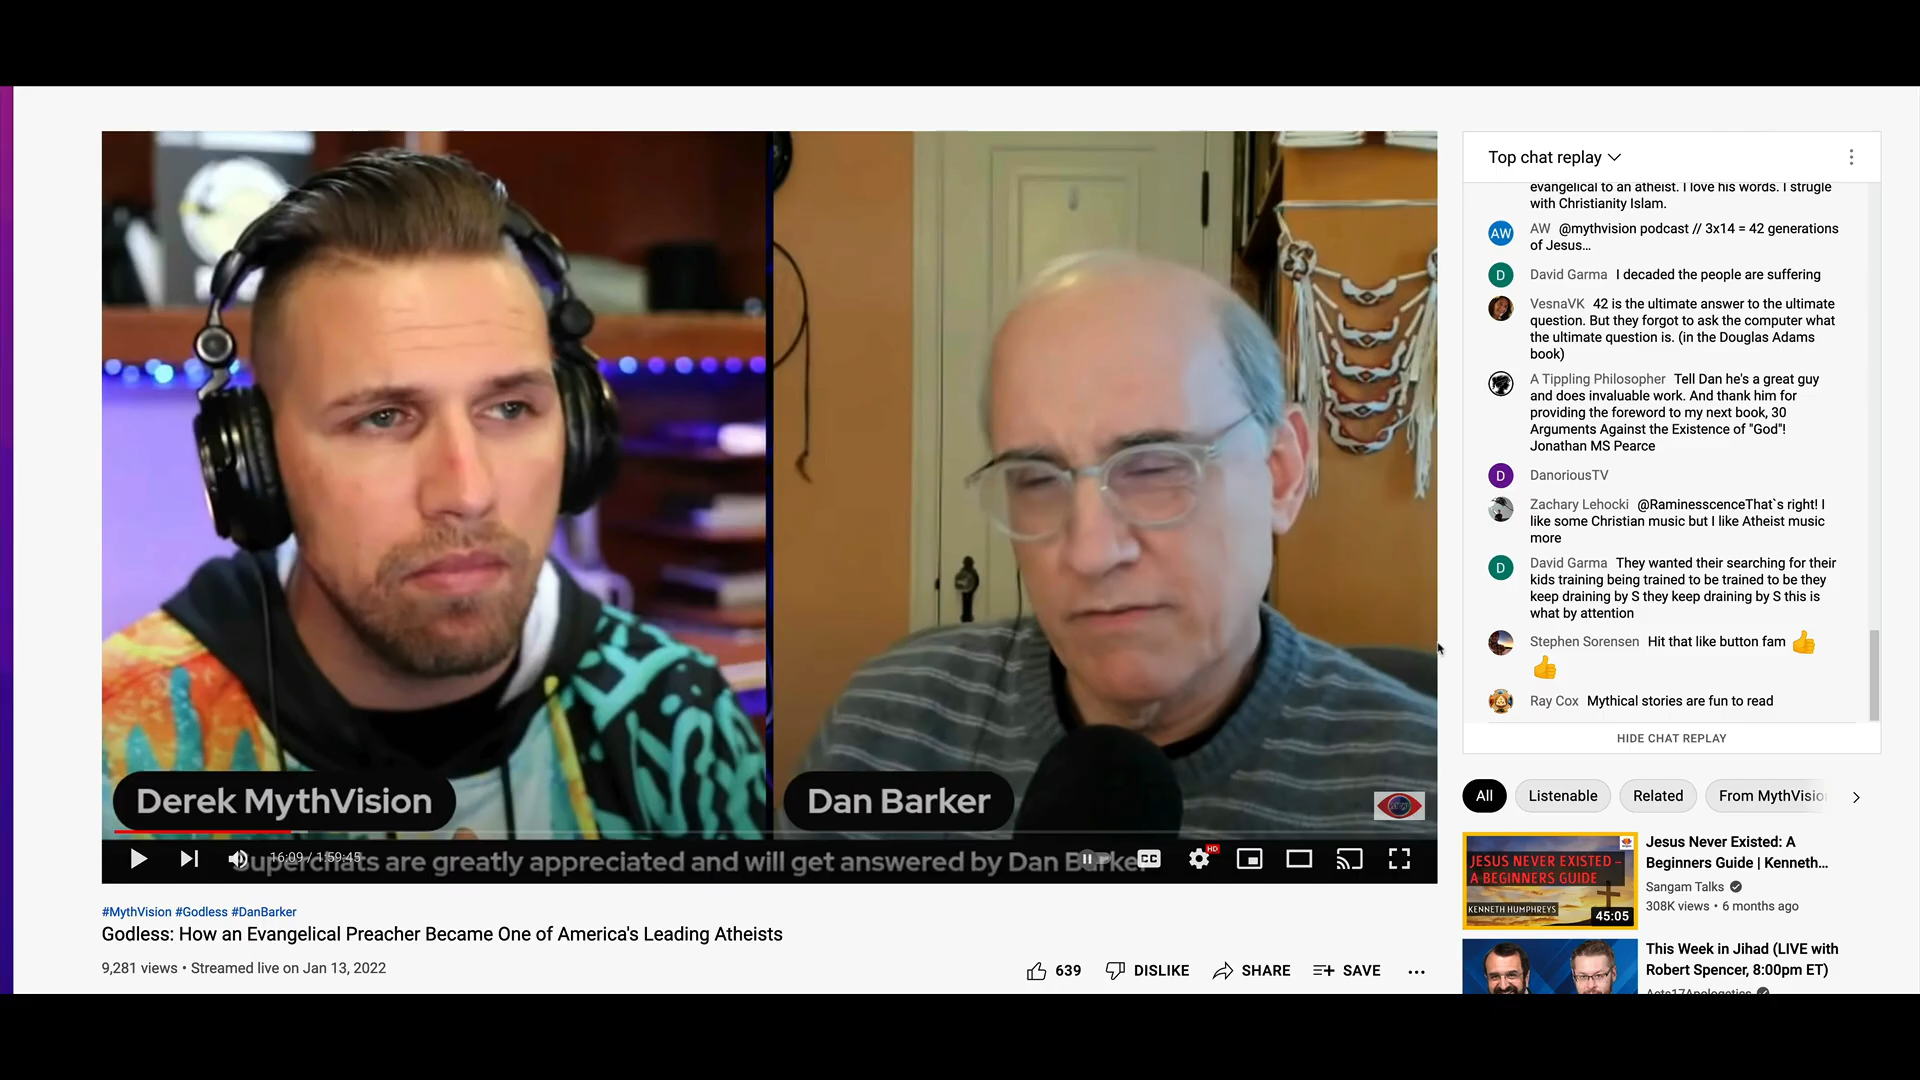 Derek MythVision
Dan Barker
16:09 / 1:59:45
Superchats are greatly appreciated and will get answered by Dan Barker
CC
HD
#MythVision #Godless #DanBarker
Godless: How an Evangelical Preacher Became One of America's Leading Atheists
9,281 views • Streamed live on Jan 13, 2022
639
DISLIKE
SHARE
SAVE
Top chat replay
evangelical to an atheist. I love his words. I strugle
with Christianity Islam.
AW AW @mythvision podcast // 3x14 = 42 generations
of Jesus...
D David Garma I decaded the people are suffering
VesnaVK 42 is the ultimate answer to the ultimate
question. But they forgot to ask the computer what
the ultimate question is. (in the Douglas Adams
book)
A Tippling Philosopher Tell Dan he's a great guy
and does invaluable work. And thank him for
providing the foreword to my next book, 30
Arguments Against the Existence of "God"!
Jonathan MS Pearce
D DanoriousTV
Zachary Lehocki @RaminesscenceThat`s right! I
like some Christian music but I like Atheist music
more
D David Garma They wanted their searching for their
kids training being trained to be trained to be they
keep draining by S they keep draining by S this is
what by attention
Stephen Sorensen Hit that like button fam
Ray Cox Mythical stories are fun to read
HIDE CHAT REPLAY
All
Listenable
Related
From MythVisio
JESUS NEVER EXISTED –
A BEGINNERS GUIDE
KENNETH HUMPHREYS
45:05
Jesus Never Existed: A
Beginners Guide | Kenneth...
Sangam Talks
308K views • 6 months ago
This Week in Jihad (LIVE with
Robert Spencer, 8:00pm ET)
Acts17Apologetics